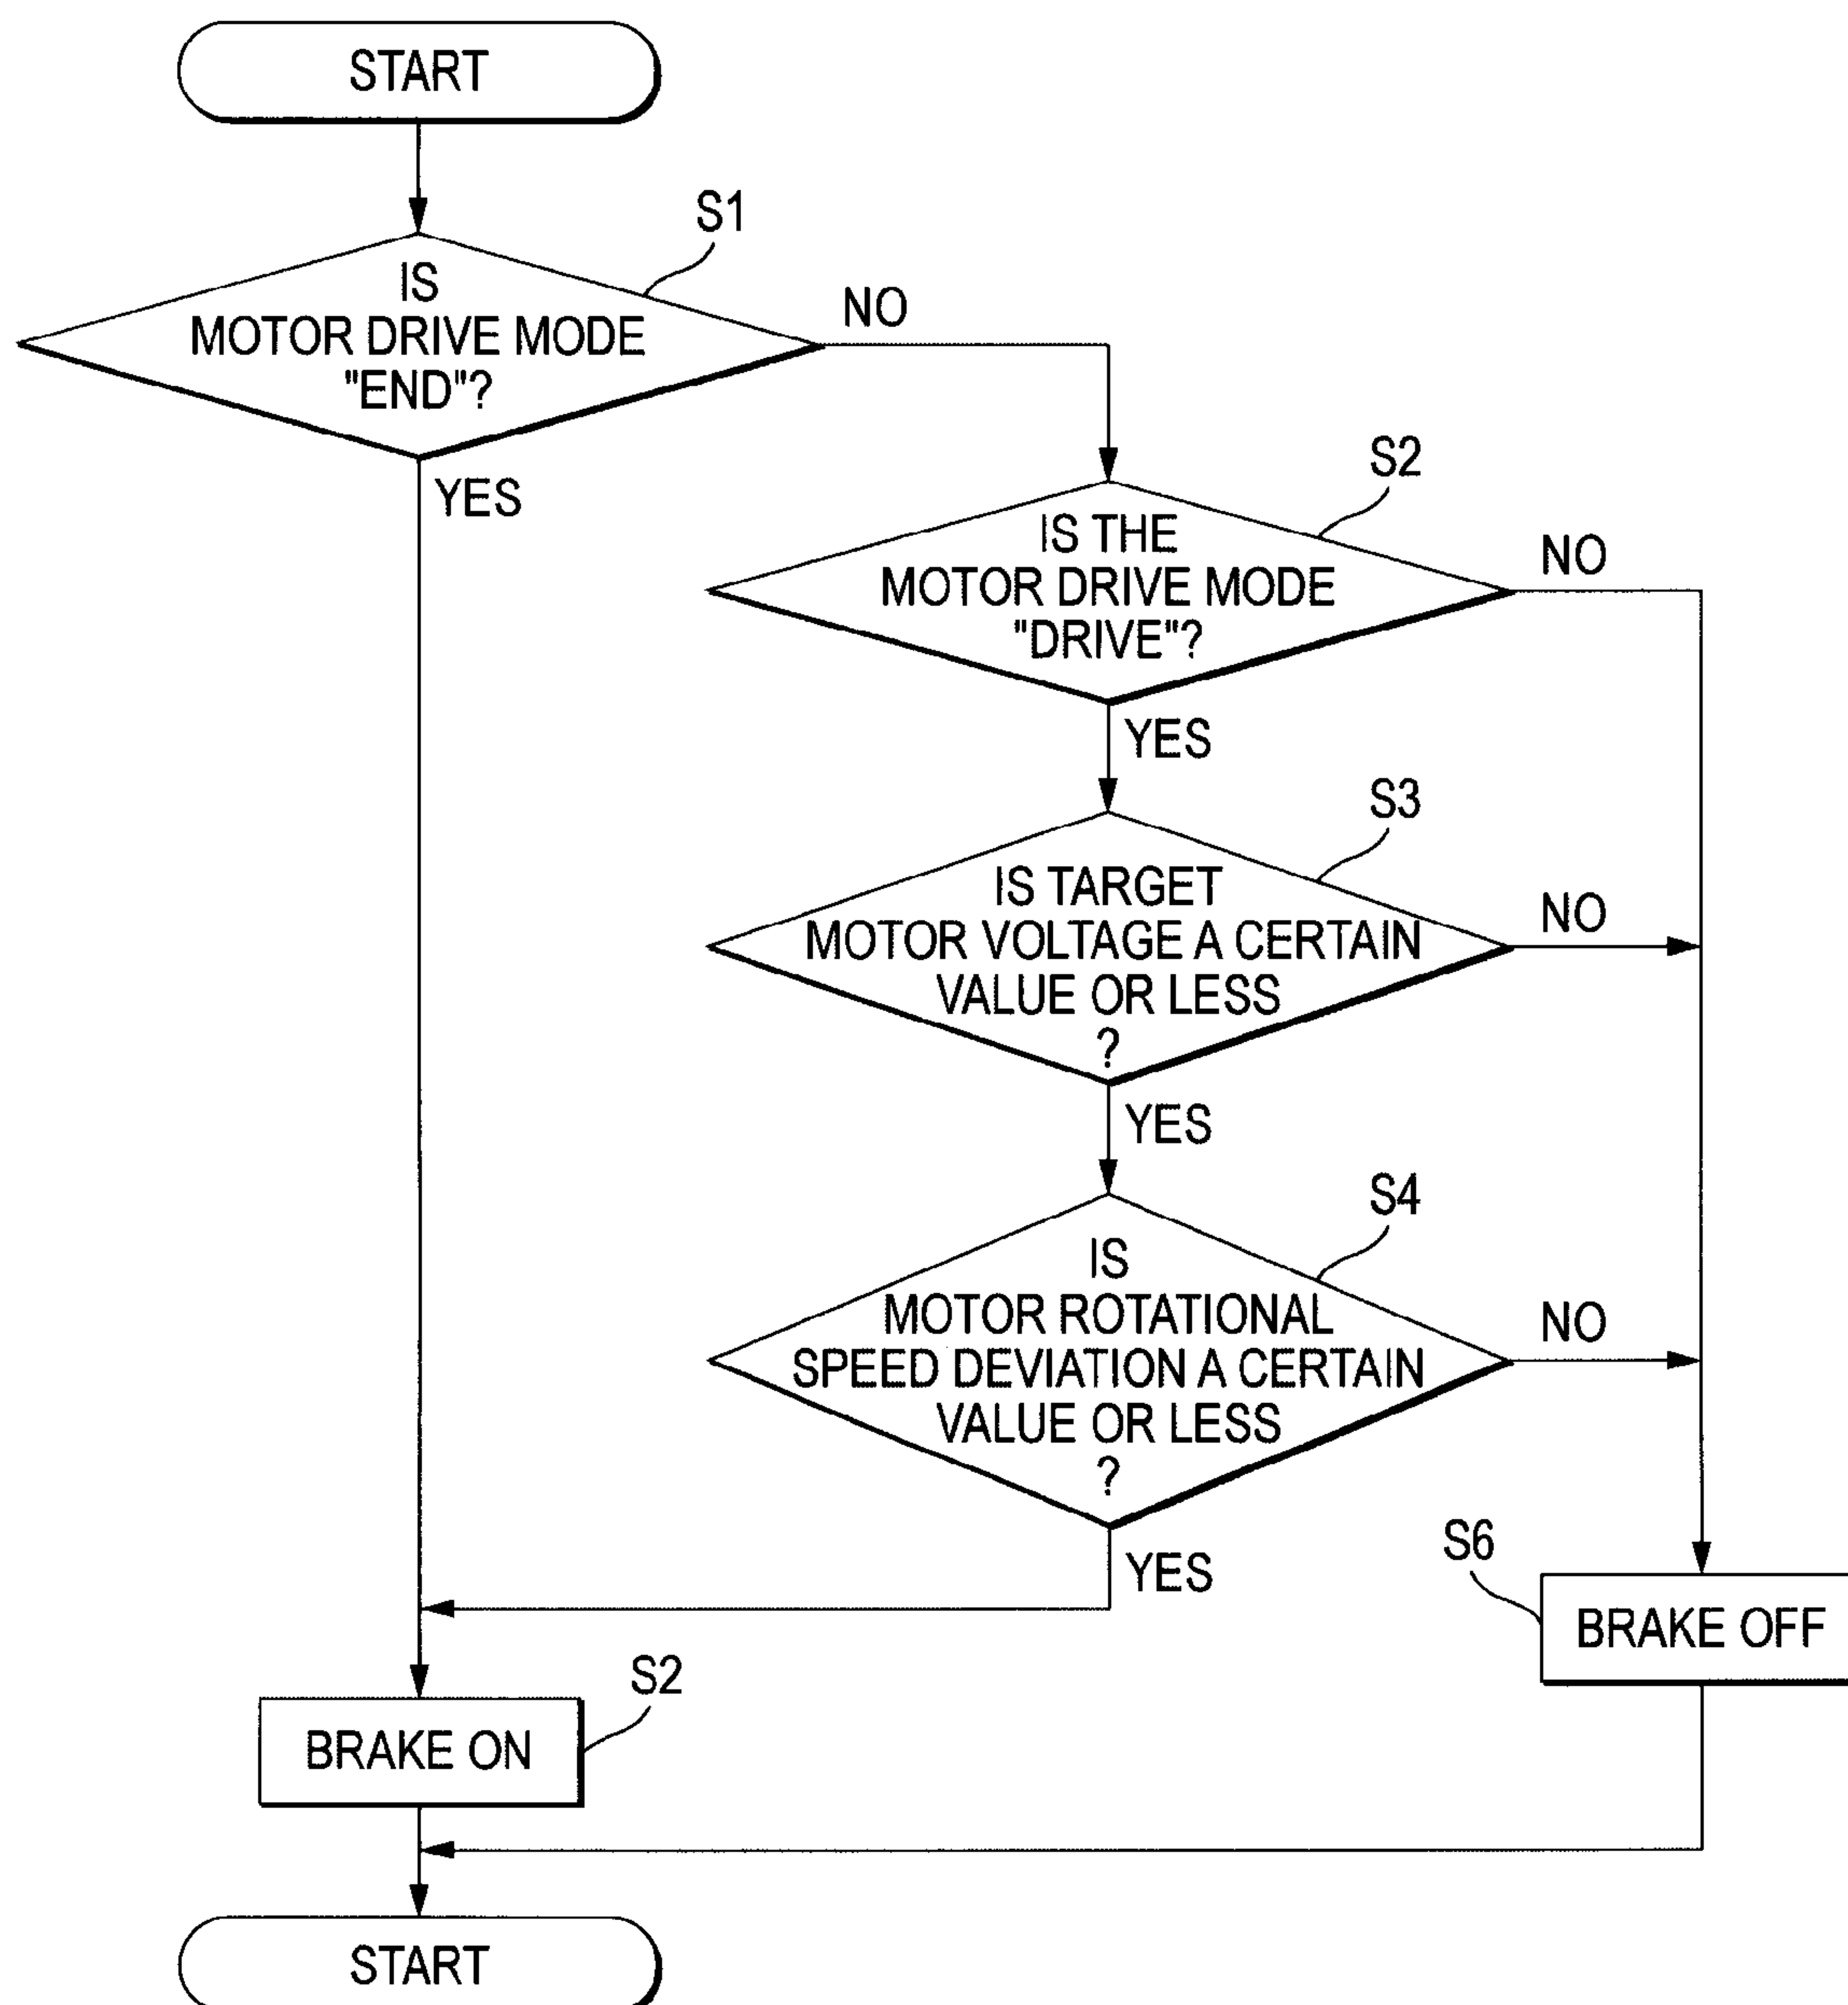 START
S1
IS
MOTOR DRIVE MODE
"END"?
NO
YES
S2
IS THE
MOTOR DRIVE MODE
"DRIVE"?
NO
YES
S3
IS TARGET
MOTOR VOLTAGE A CERTAIN
VALUE OR LESS
?
NO
YES
S4
IS
MOTOR ROTATIONAL
SPEED DEVIATION A CERTAIN
VALUE OR LESS
?
NO
YES
S6
BRAKE OFF
S2
BRAKE ON
START